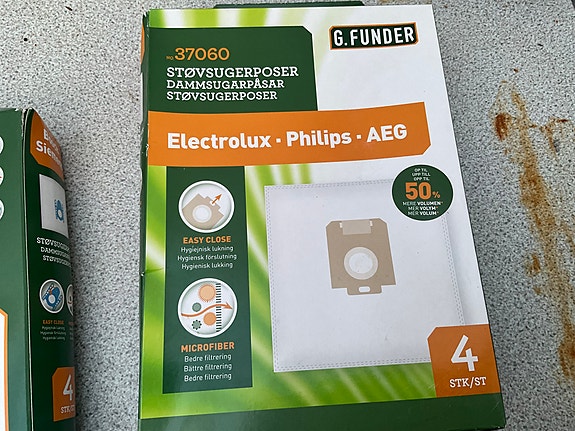 G.FUNDER
NO. 37060
STØVSUGERPOSER
DAMMSUGARPÅSAR
STØVSUGERPOSER
Electrolux · Philips · AEG
OP TIL
UPP TILL
OPP TIL
50%
MERE VOLUMEN
MER VOLYM
MER VOLUM
EASY CLOSE
Hygiejnisk lukning
Hygiensk förslutning
Hygienisk lukking
MICROFIBER
Bedre filtrering
Bättre filtrering
Bedre filtrering
4
STK/ST
EASY CLOSE
4
STK/ST